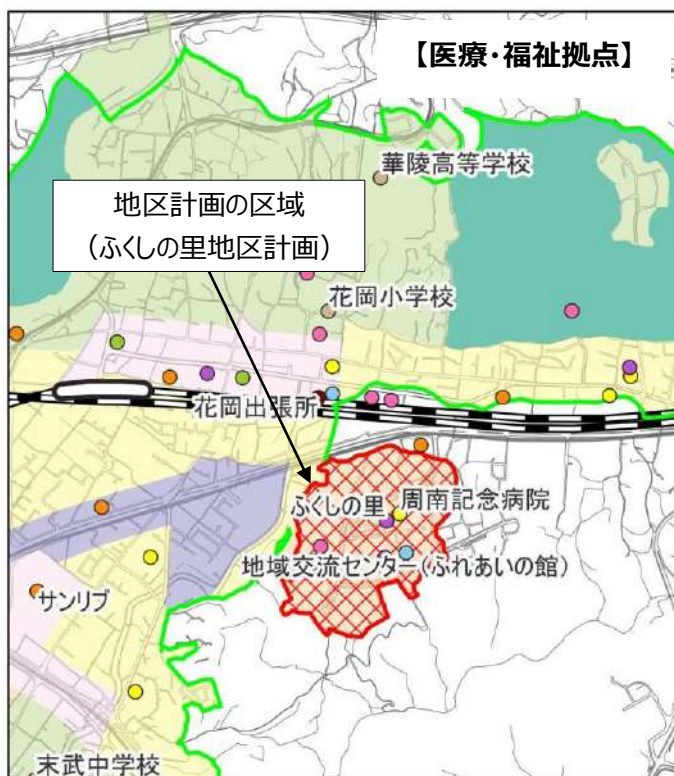 【医療・福祉拠点】
華陵高等学校
地区計画の区域
（ふくしの里地区計画）
花岡小学校
花岡出張所
ふくしの里
周南記念病院
地域交流センター(ふれあいの館)
サンリブ
末武中学校